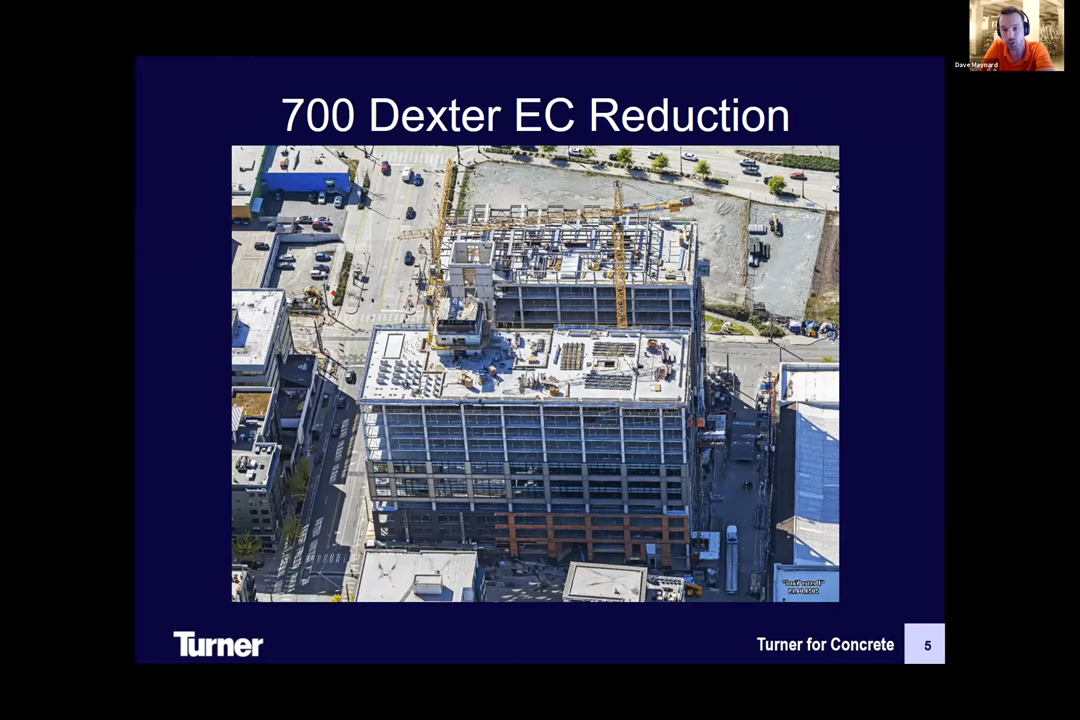 Dave Maynard
700 Dexter EC Reduction
Turner
Turner for Concrete
5